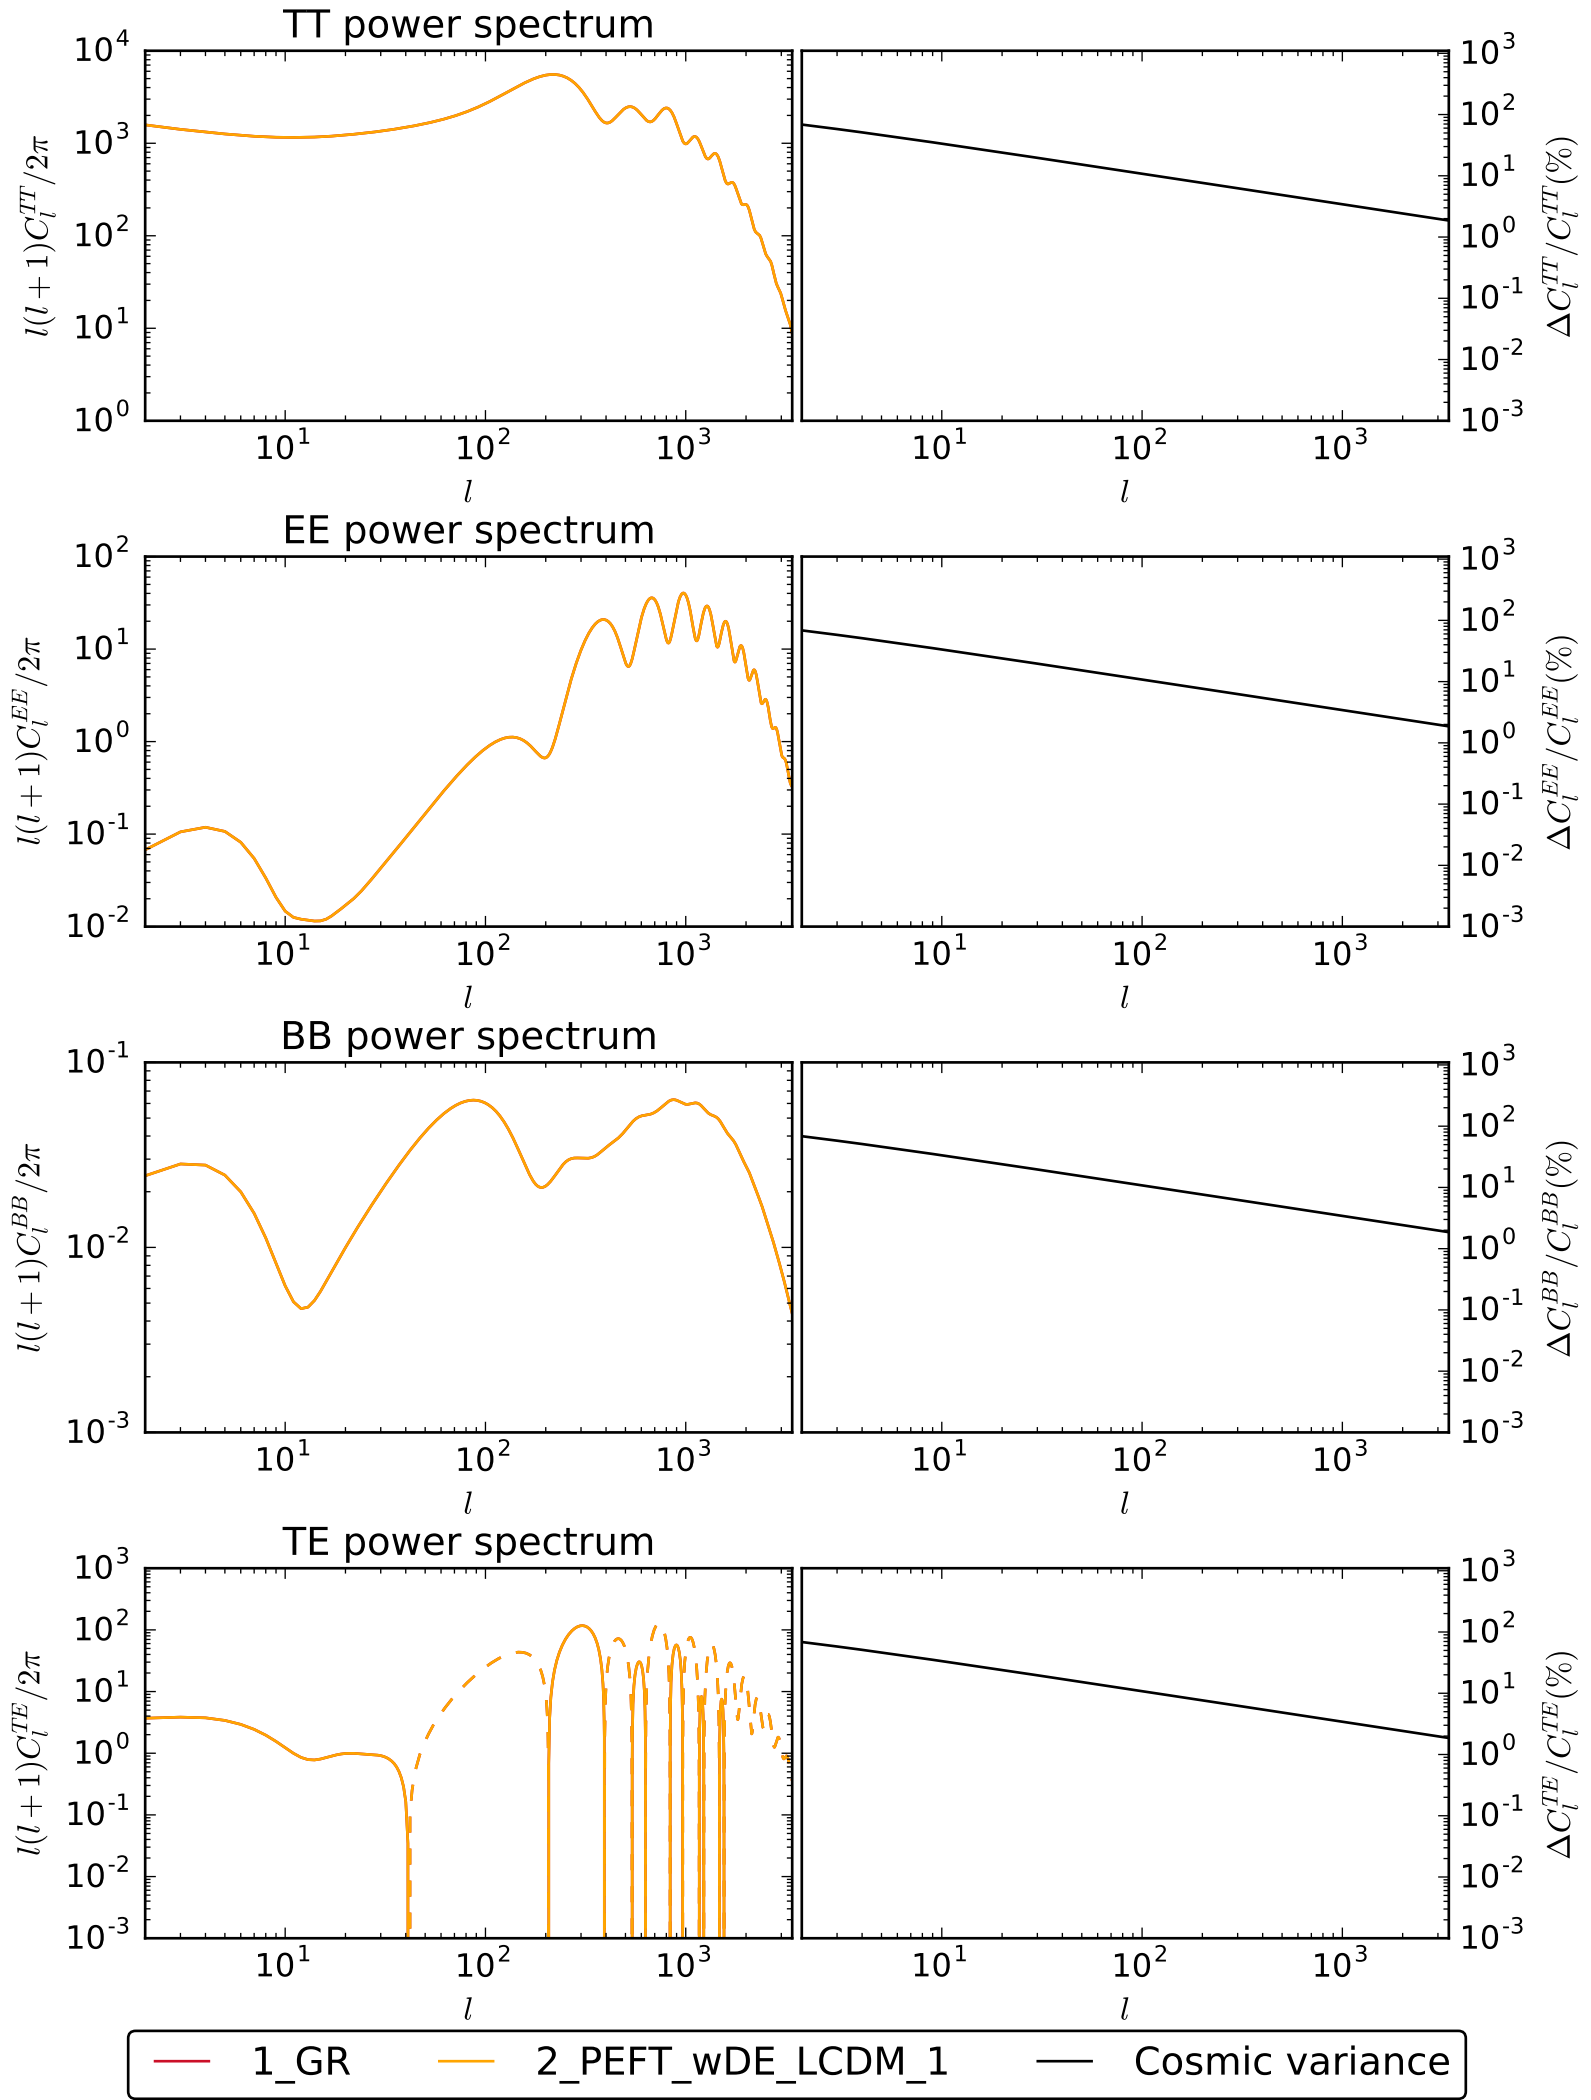 TT power spectrum
10^4
10^3
10^2
10^1
10^0
l(l+1)C_l^{TT}/2π
10^1 10^2 10^3
l
10^3
10^2
10^1
10^0
10^-1
10^-2
10^-3
ΔC_l^{TT}/C_l^{TT}(%)
10^1 10^2 10^3
l
EE power spectrum
10^2
10^1
10^0
10^-1
10^-2
l(l+1)C_l^{EE}/2π
10^1 10^2 10^3
l
10^3
10^2
10^1
10^0
10^-1
10^-2
10^-3
ΔC_l^{EE}/C_l^{EE}(%)
10^1 10^2 10^3
l
BB power spectrum
10^-1
10^-2
10^-3
l(l+1)C_l^{BB}/2π
10^1 10^2 10^3
l
10^3
10^2
10^1
10^0
10^-1
10^-2
10^-3
ΔC_l^{BB}/C_l^{BB}(%)
10^1 10^2 10^3
l
TE power spectrum
10^3
10^2
10^1
10^0
10^-1
10^-2
10^-3
l(l+1)C_l^{TE}/2π
10^1 10^2 10^3
l
10^3
10^2
10^1
10^0
10^-1
10^-2
10^-3
ΔC_l^{TE}/C_l^{TE}(%)
10^1 10^2 10^3
l
1_GR 2_PEFT_wDE_LCDM_1 Cosmic variance